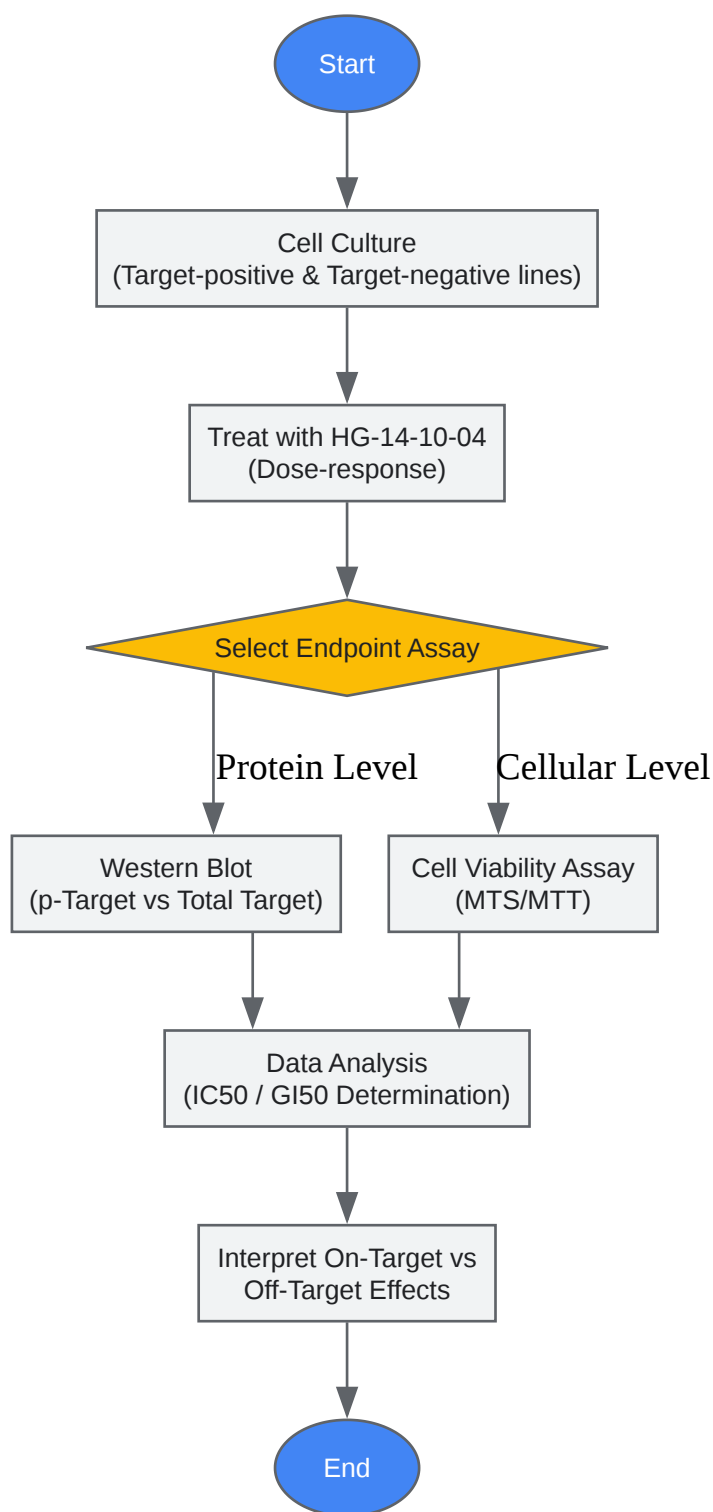 Start
Cell Culture
(Target-positive & Target-negative lines)
Treat with HG-14-10-04
(Dose-response)
Select Endpoint Assay
Protein Level
Cellular Level
Western Blot
(p-Target vs Total Target)
Cell Viability Assay
(MTS/MTT)
Data Analysis
(IC50 / GI50 Determination)
Interpret On-Target vs
Off-Target Effects
End